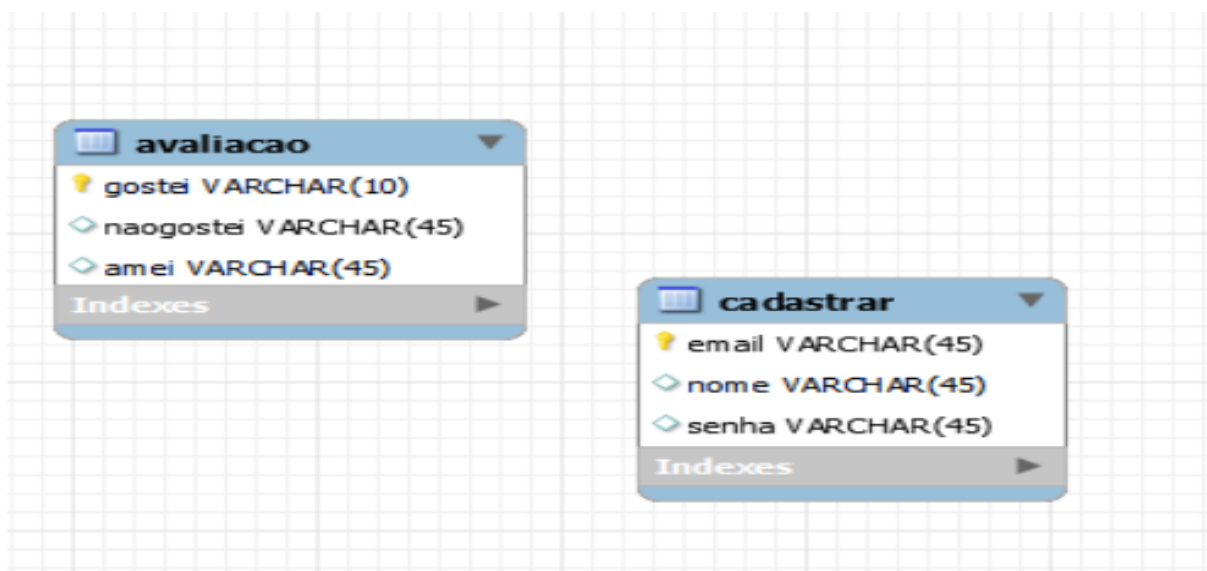 avaliacao
gostei VARCHAR(10)
naogostei VARCHAR(45)
amei VARCHAR(45)
Indexes
cadastrar
email VARCHAR(45)
nome VARCHAR(45)
senha VARCHAR(45)
Indexes